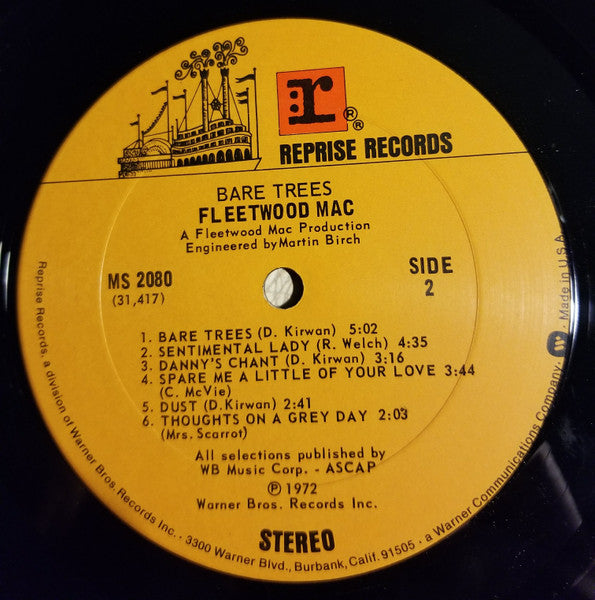 r
® ®
REPRISE RECORDS
BARE TREES
FLEETWOOD MAC
A Fleetwood Mac Production
Engineered by Martin Birch
MS 2080
(31,417)
SIDE
2
1. BARE TREES (D. Kirwan) 5:02
2. SENTIMENTAL LADY (R. Welch) 4:35
3. DANNY'S CHANT (D. Kirwan) 3:16
4. SPARE ME A LITTLE OF YOUR LOVE 3:44
(C. McVie)
5. DUST (D.Kirwan) 2:41
6. THOUGHTS ON A GREY DAY 2:03
(Mrs. Scarrot)
All selections published by
WB Music Corp. - ASCAP
℗ 1972
Warner Bros. Records Inc.
STEREO
Reprise Records, a division of Warner Bros. Records Inc. · 3300 Warner Blvd., Burbank, Calif. 91505 · a Warner Communications Company · W · Made in U.S.A.